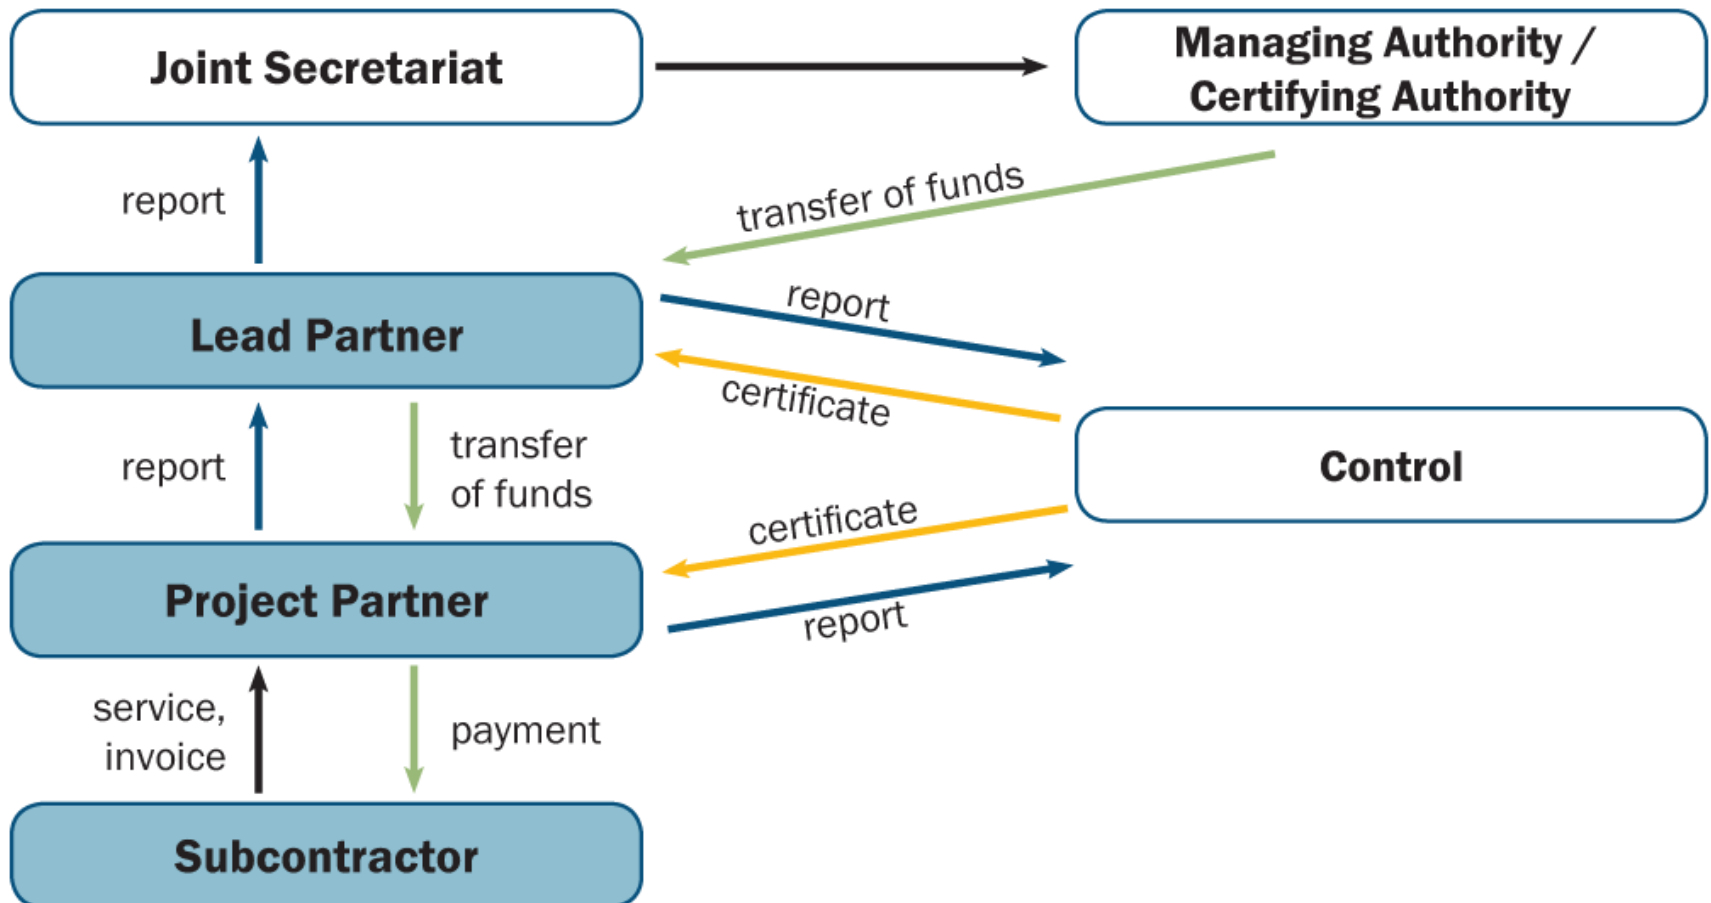 Joint Secretariat
Managing Authority /
Certifying Authority
report
transfer of funds
Lead Partner
report
certificate
Control
report
transfer
of funds
certificate
Project Partner
report
service,
invoice
payment
Subcontractor